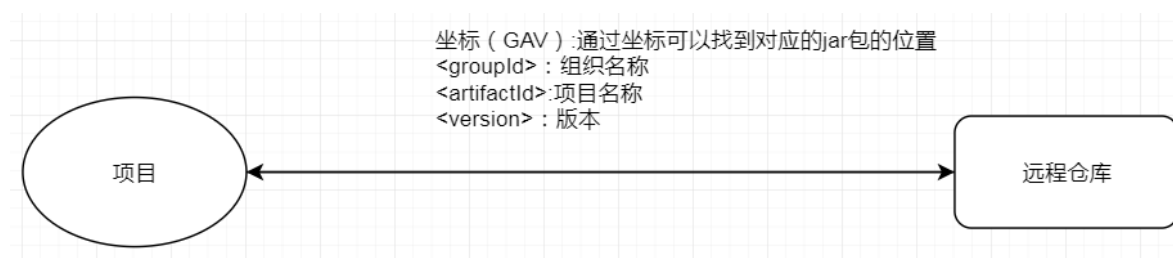 坐标（GAV）:通过坐标可以找到对应的jar包的位置
<groupId>：组织名称
<artifactId>:项目名称
<version>：版本
项目
远程仓库